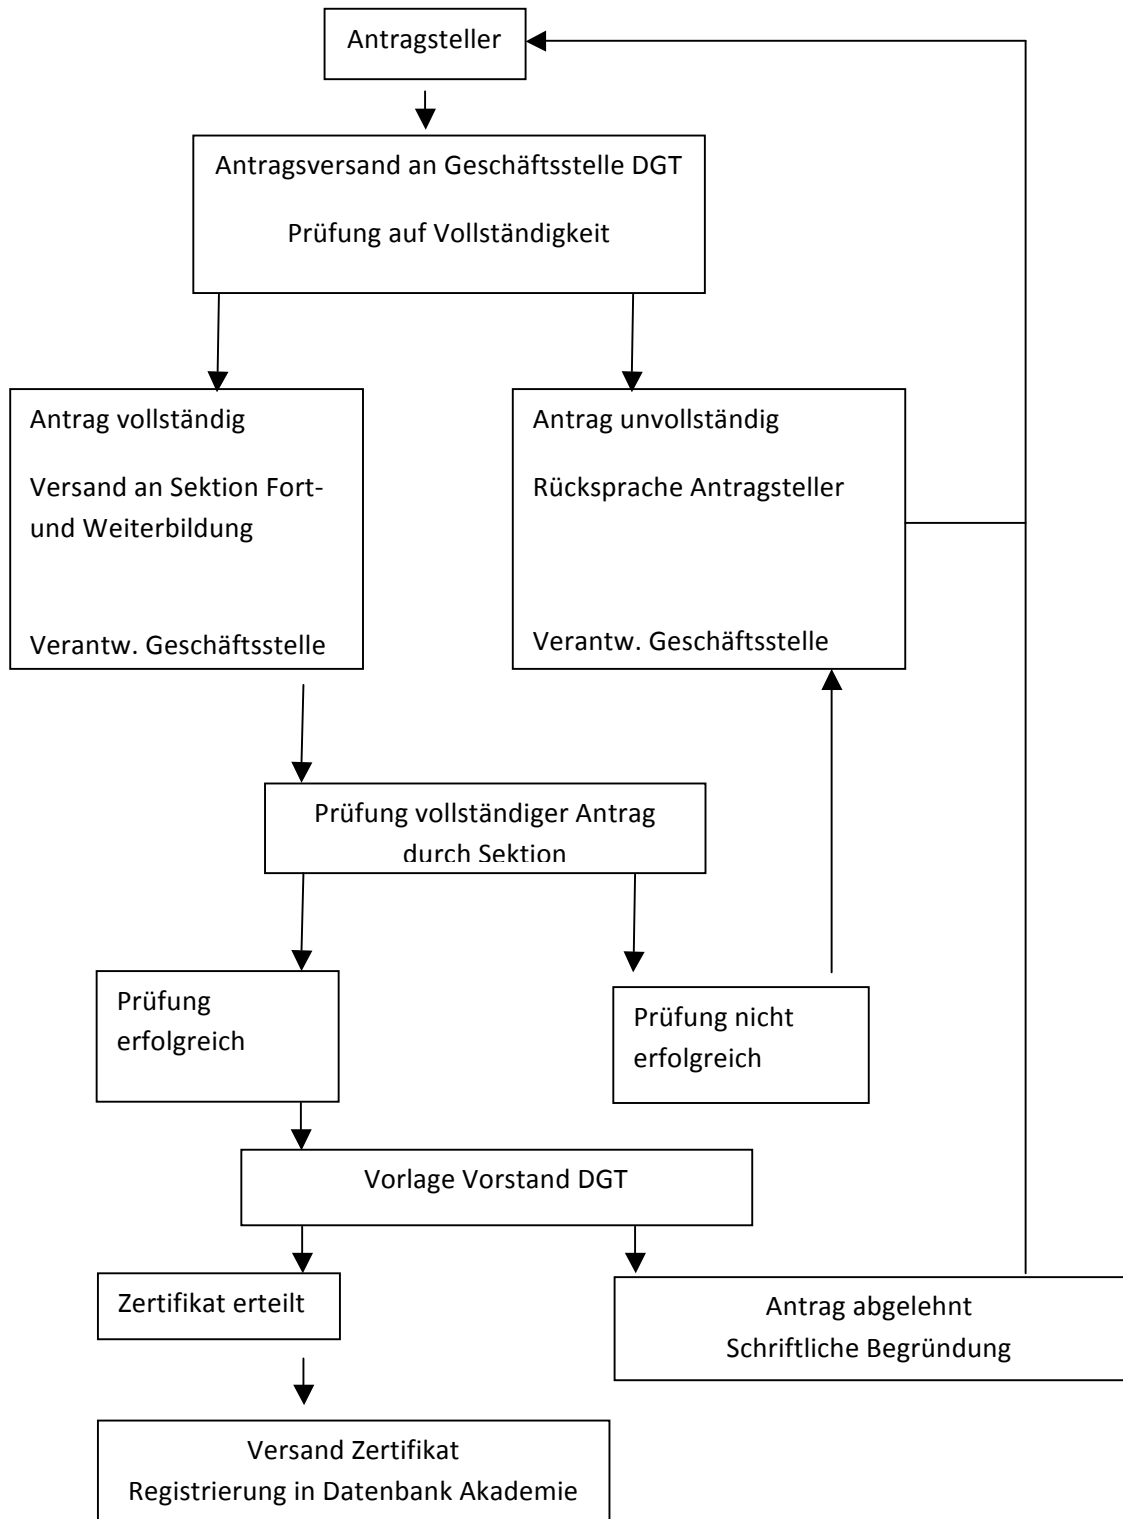 Antragsteller
Antragsversand an Geschäftsstelle DGT
Prüfung auf Vollständigkeit
Antrag vollständig
Versand an Sektion Fort-
und Weiterbildung
Verantw. Geschäftsstelle
Antrag unvollständig
Rücksprache Antragsteller
Verantw. Geschäftsstelle
Prüfung vollständiger Antrag
durch Sektion
Prüfung
erfolgreich
Prüfung nicht
erfolgreich
Vorlage Vorstand DGT
Zertifikat erteilt
Antrag abgelehnt
Schriftliche Begründung
Versand Zertifikat
Registrierung in Datenbank Akademie